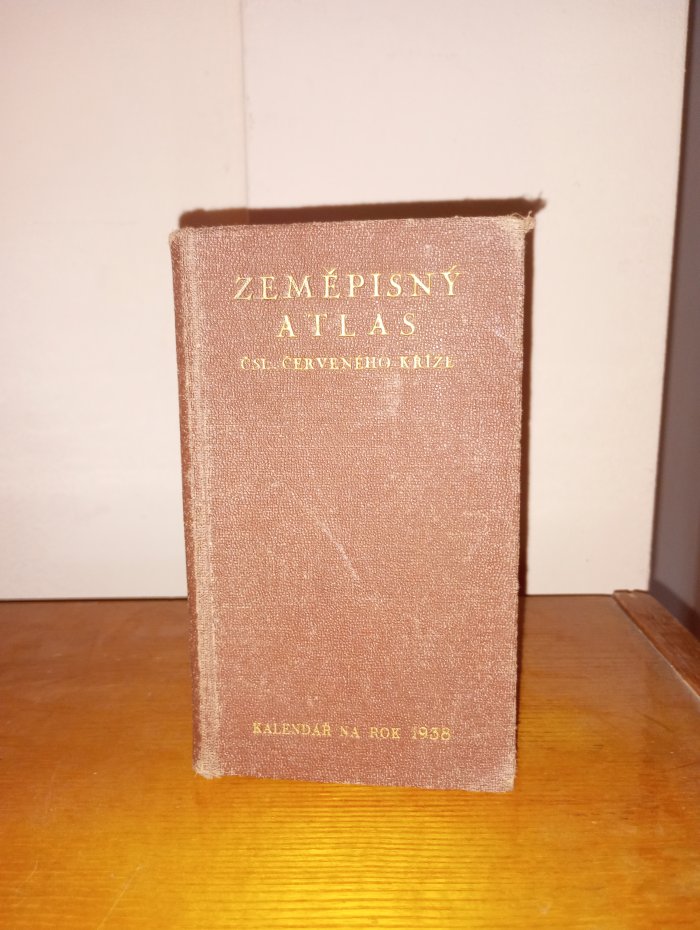 ZEMĚPISNÝ
ATLAS
ČSL. ČERVENÉHO KŘÍŽE
KALENDÁŘ NA ROK 1938